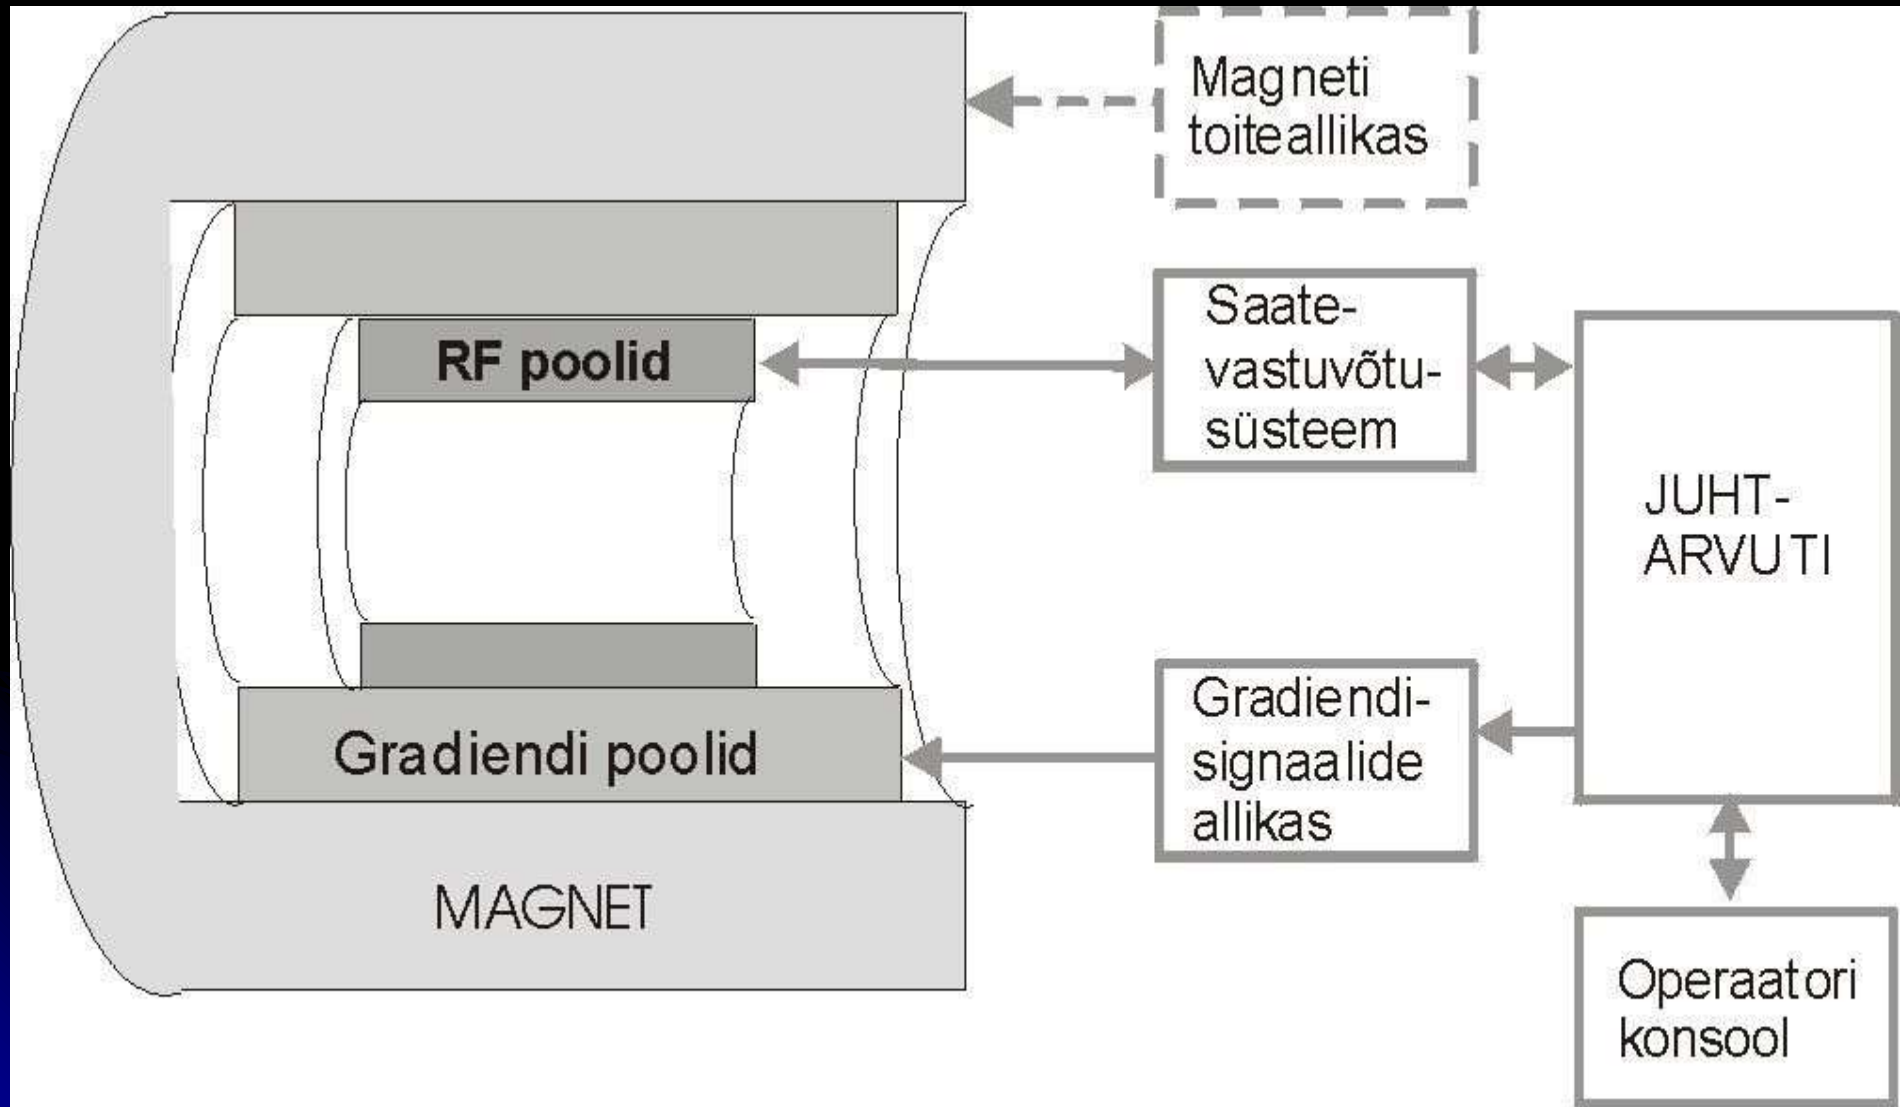 Magneti
toiteallikas
RF poolid
Saate-
vastuvõtu-
süsteem
JUHT-
ARVUTI
Gradiendi poolid
Gradiendi-
signaalide
allikas
MAGNET
Operaatori
konsool